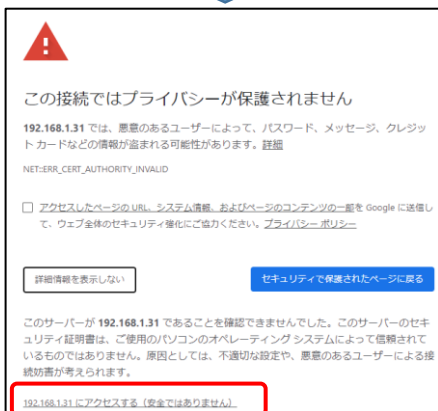 この接続ではプライバシーが保護されません
192.168.1.31 では、悪意のあるユーザーによって、パスワード、メッセージ、クレジッ
ト カードなどの情報が盗まれる可能性があります。詳細
NET::ERR_CERT_AUTHORITY_INVALID
アクセスしたページの URL、システム情報、およびページのコンテンツの一部を Google に送信し
て、ウェブ全体のセキュリティ強化にご協力ください。プライバシー ポリシー
詳細情報を表示しない
セキュリティで保護されたページに戻る
このサーバーが 192.168.1.31 であることを確認できませんでした。このサーバーのセキ
ュリティ証明書は、ご使用のパソコンのオペレーティング システムによって信頼されて
いるものではありません。原因としては、不適切な設定や、悪意のあるユーザーによる接
続妨害が考えられます。
192.168.1.31 にアクセスする（安全ではありません）